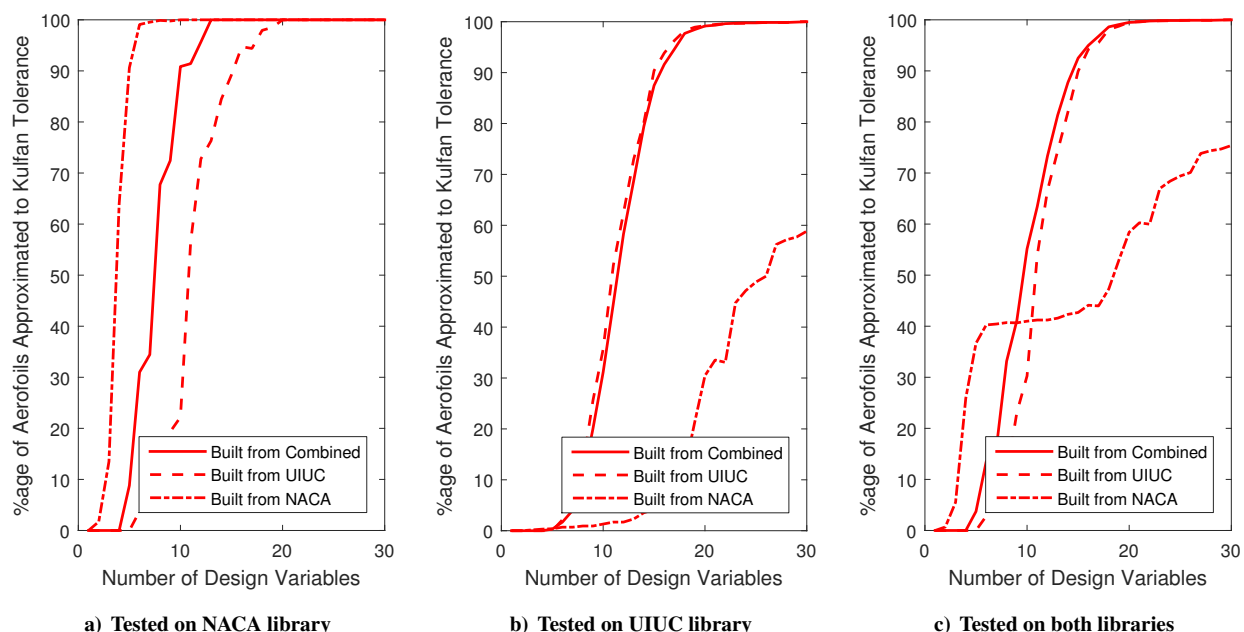 %age of Aerofoils Approximated to Kulfan Tolerance
100
90
80
70
60
50
40
30
20
10
0
Built from Combined
Built from UIUC
Built from NACA
0 10 20 30
Number of Design Variables
a) Tested on NACA library
%age of Aerofoils Approximated to Kulfan Tolerance
100
90
80
70
60
50
40
30
20
10
0
Built from Combined
Built from UIUC
Built from NACA
0 10 20 30
Number of Design Variables
b) Tested on UIUC library
%age of Aerofoils Approximated to Kulfan Tolerance
100
90
80
70
60
50
40
30
20
10
0
Built from Combined
Built from UIUC
Built from NACA
0 10 20 30
Number of Design Variables
c) Tested on both libraries